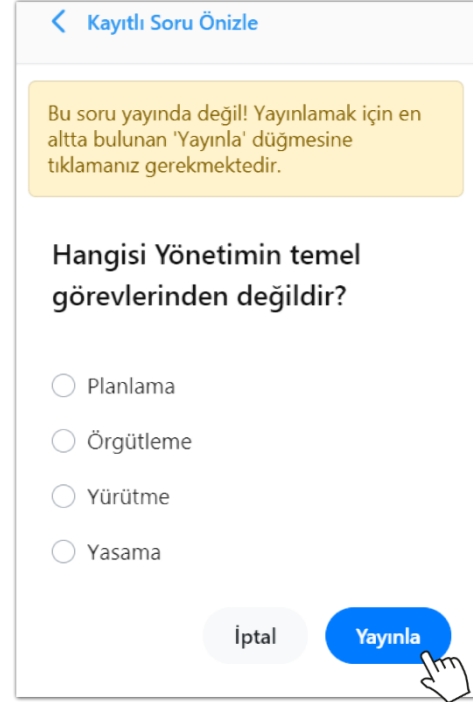 Kayıtlı Soru Önizle
Bu soru yayında değil! Yayınlamak için en
altta bulunan 'Yayınla' düğmesine
tıklamanız gerekmektedir.
Hangisi Yönetimin temel
görevlerinden değildir?
Planlama
Örgütleme
Yürütme
Yasama
İptal
Yayınla